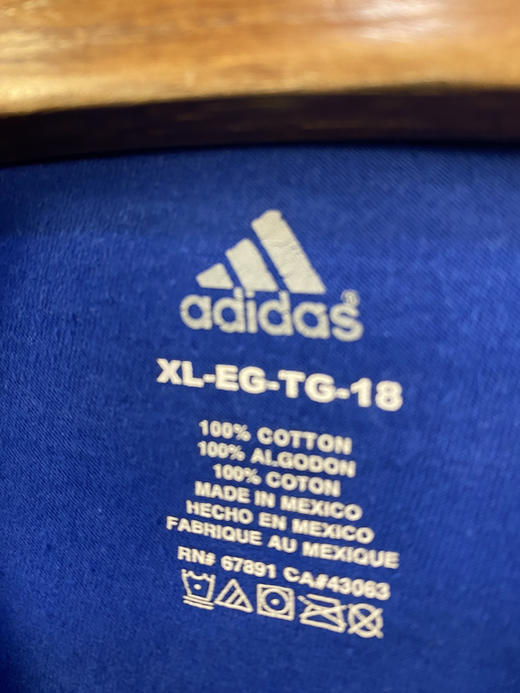 adidas®
XL-EG-TG-18
100% COTTON
100% ALGODON
100% COTON
MADE IN MEXICO
HECHO EN MEXICO
FABRIQUE AU MEXIQUE
RN# 67891 CA#43063